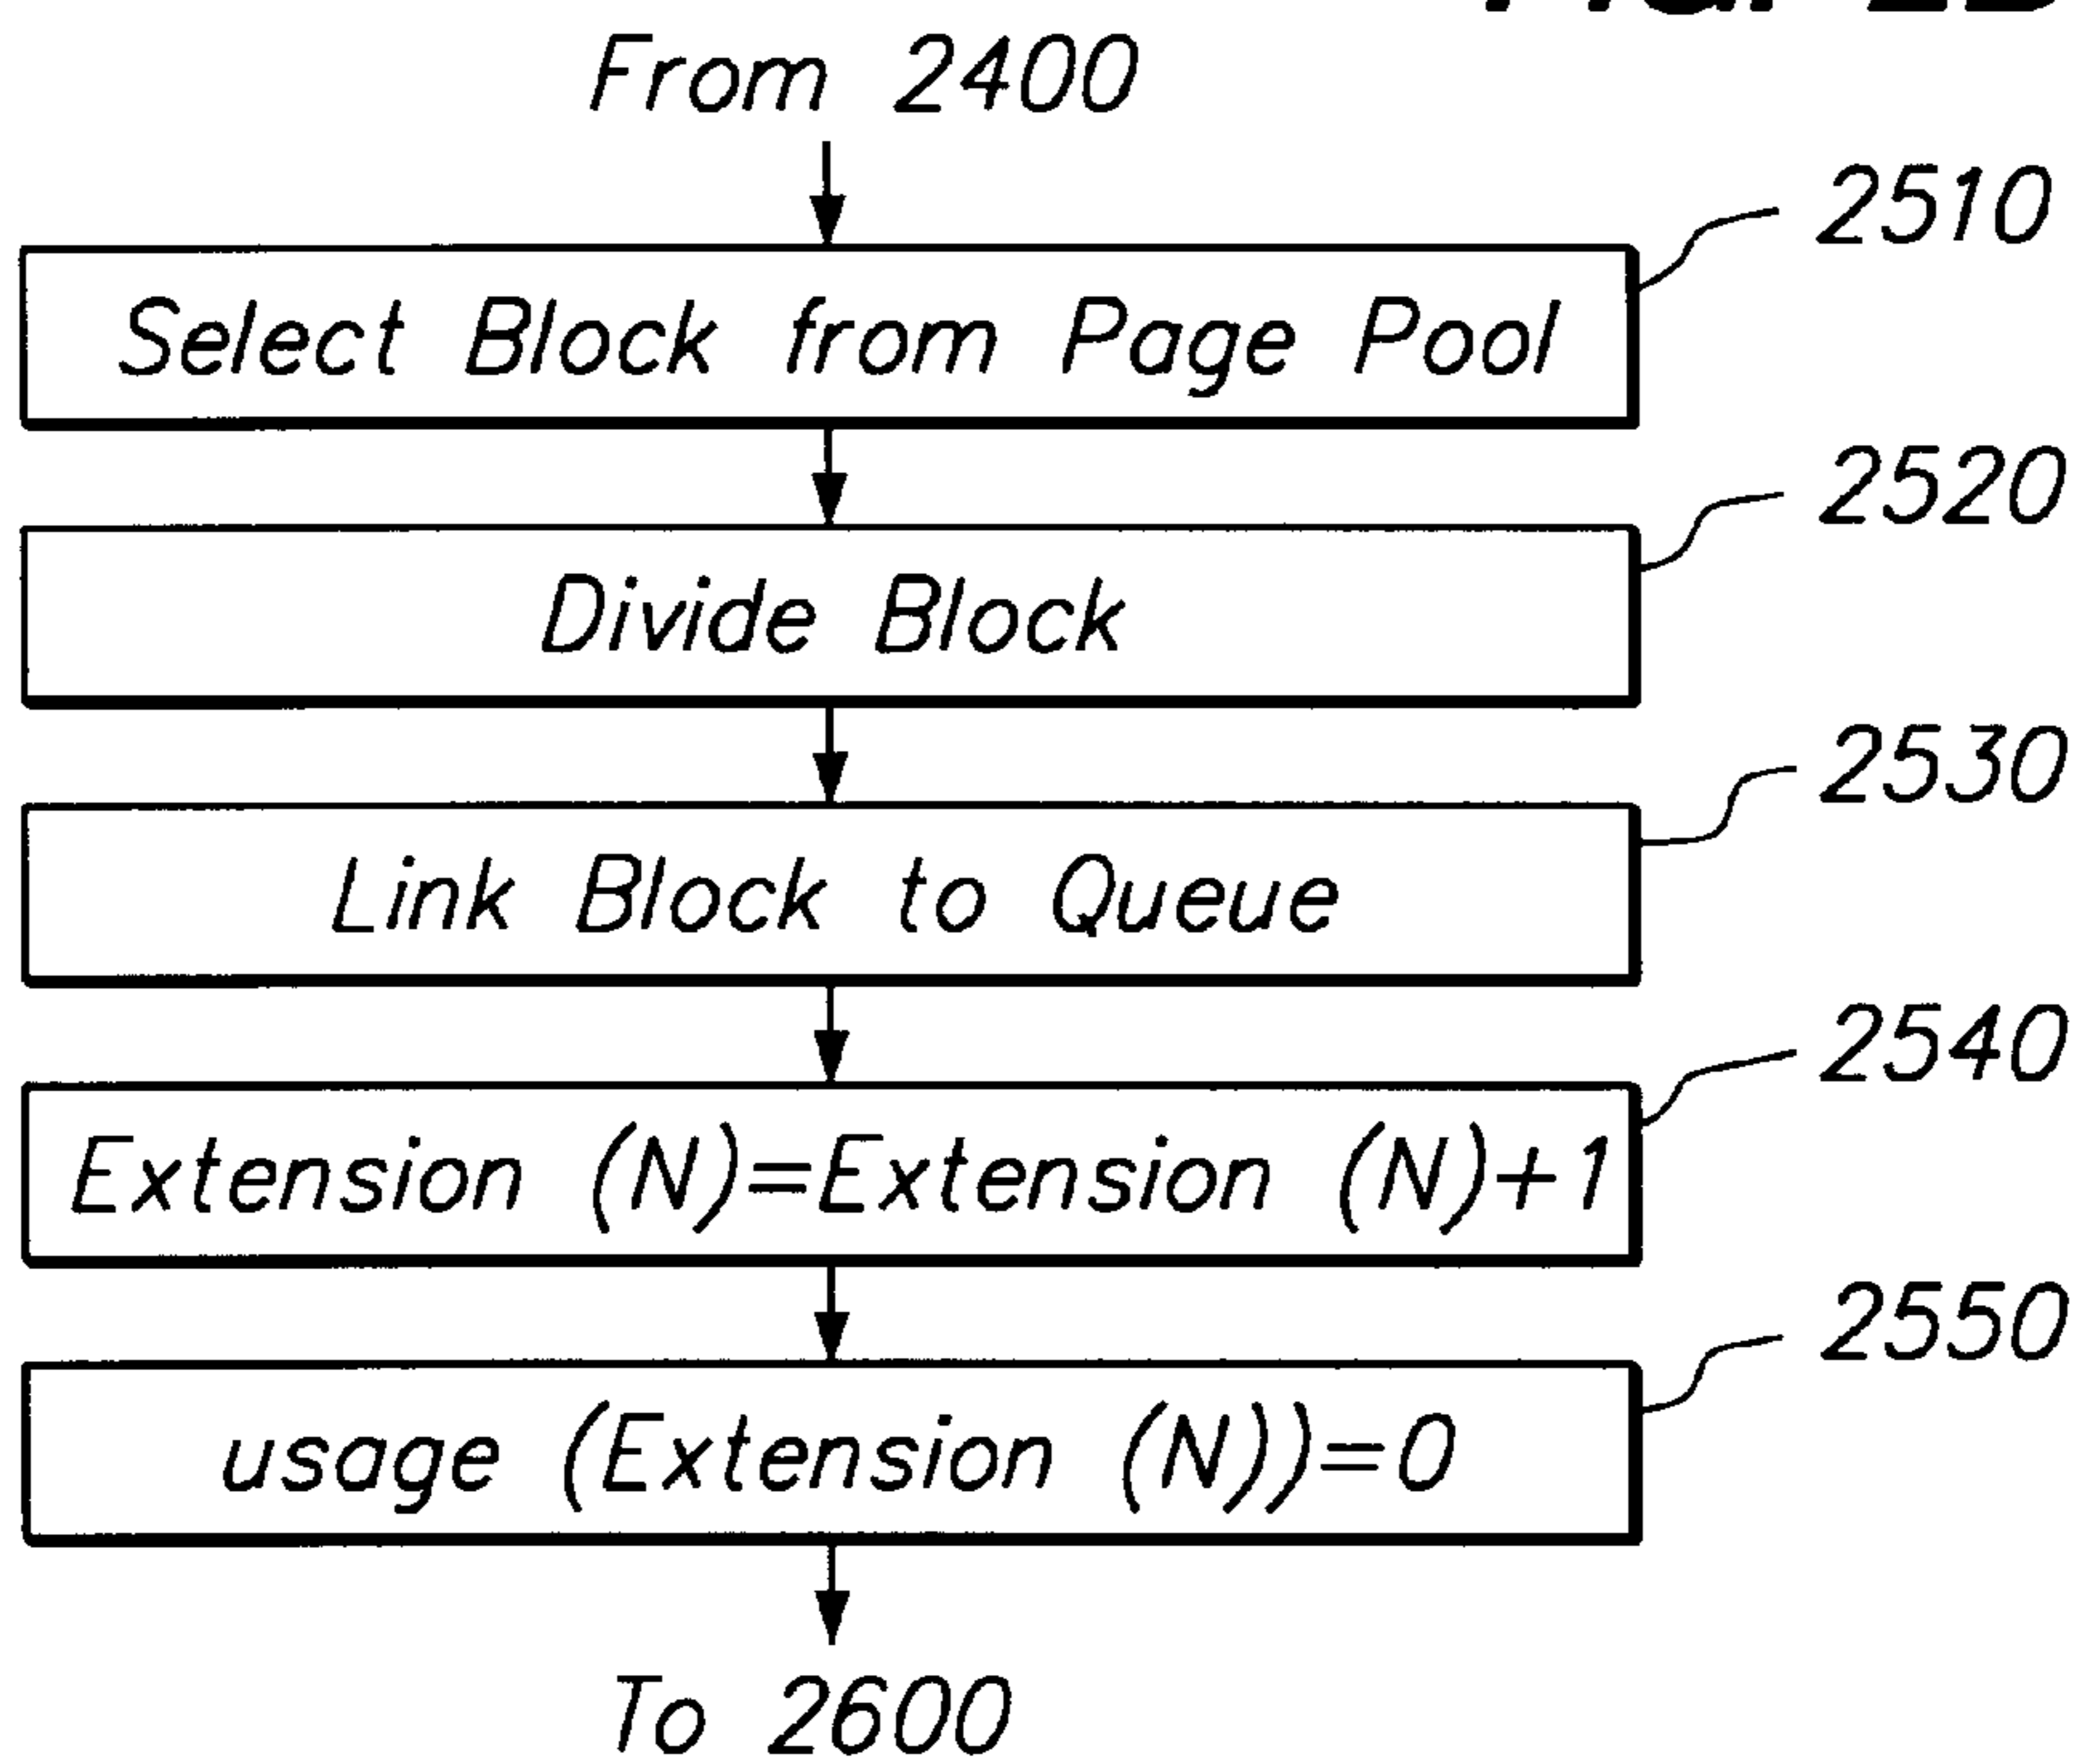 From 2400
2510
Select Block from Page Pool
2520
Divide Block
2530
Link Block to Queue
2540
Extension (N)=Extension (N)+1
2550
usage (Extension (N))=0
To 2600